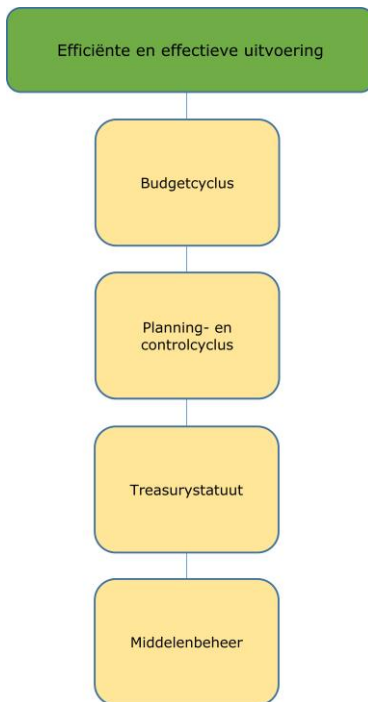 Efficiënte en effectieve uitvoering
Budgetcyclus
Planning- en
controlcyclus
Treasurystatuut
Middelenbeheer